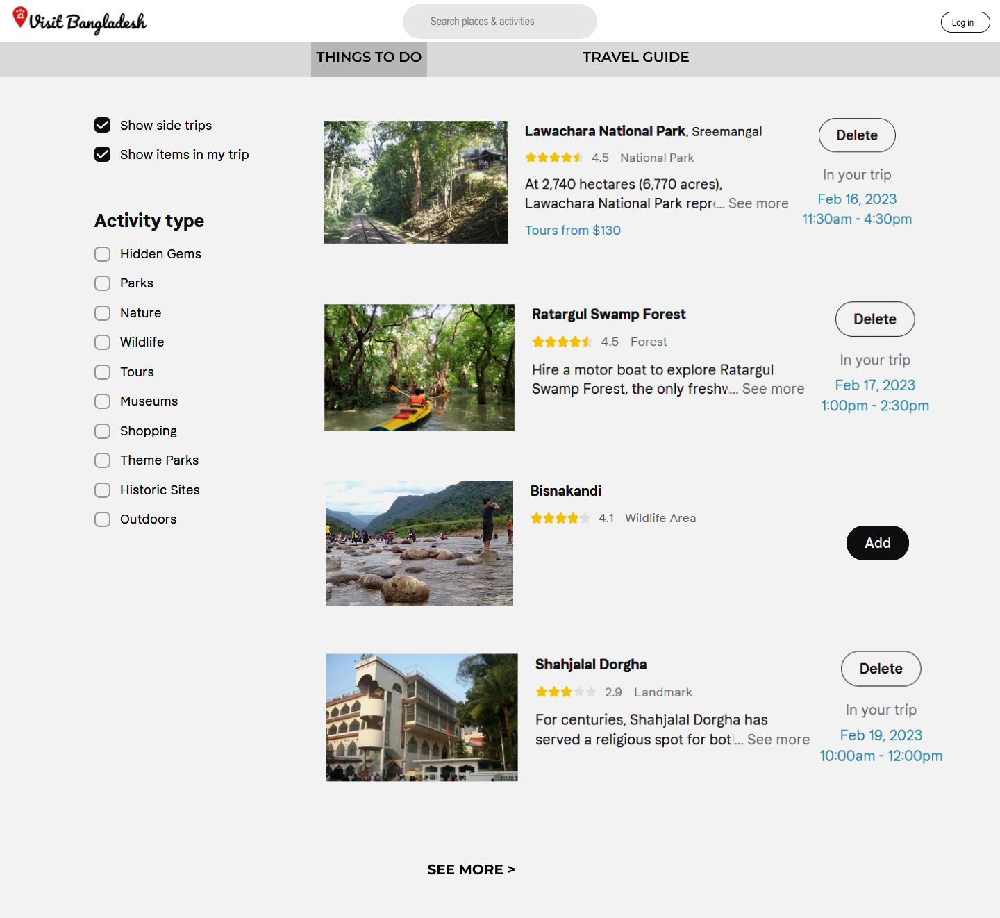 Visit Bangladesh
Search places & activities
Log in
THINGS TO DO
TRAVEL GUIDE
Show side trips
Show items in my trip
Activity type
Hidden Gems
Parks
Nature
Wildlife
Tours
Museums
Shopping
Theme Parks
Historic Sites
Outdoors
Lawachara National Park, Sreemangal
4.5 National Park
At 2,740 hectares (6,770 acres),
Lawachara National Park repr... See more
Tours from $130
Delete
In your trip
Feb 16, 2023
11:30am - 4:30pm
Ratargul Swamp Forest
4.5 Forest
Hire a motor boat to explore Ratargul
Swamp Forest, the only freshw... See more
Delete
In your trip
Feb 17, 2023
1:00pm - 2:30pm
Bisnakandi
4.1 Wildlife Area
Add
Shahjalal Dorgha
2.9 Landmark
For centuries, Shahjalal Dorgha has
served a religious spot for bot... See more
Delete
In your trip
Feb 19, 2023
10:00am - 12:00pm
SEE MORE >